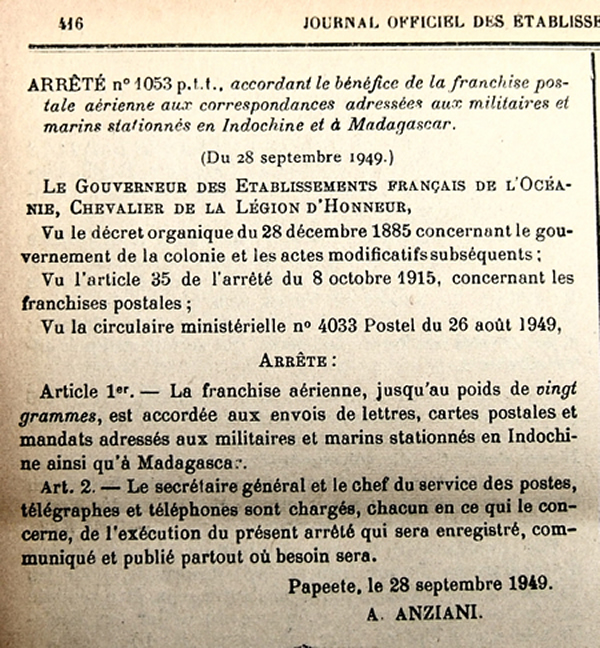 416
JOURNAL OFFICIEL DES ÉTABLISSE
ARRÊTÉ n° 1053 p.t.t., accordant le bénéfice de la franchise pos-
tale aérienne aux correspondances adressées aux militaires et
marins stationnés en Indochine et à Madagascar.
(Du 28 septembre 1949.)
LE GOUVERNEUR DES ETABLISSEMENTS FRANÇAIS DE L'OCÉA-
NIE, CHEVALIER DE LA LÉGION D'HONNEUR,
Vu le décret organique du 28 décembre 1885 concernant le gou-
vernement de la colonie et les actes modificatifs subséquents ;
Vu l'article 35 de l'arrêté du 8 octobre 1915, concernant les
franchises postales ;
Vu la circulaire ministérielle n° 4033 Postel du 26 août 1949,
ARRÊTE :
Article 1er. — La franchise aérienne, jusqu'au poids de vingt
grammes, est accordée aux envois de lettres, cartes postales et
mandats adressés aux militaires et marins stationnés en Indochi-
ne ainsi qu'à Madagascar.
Art. 2. — Le secrétaire général et le chef du service des postes,
télégraphes et téléphones sont chargés, chacun en ce qui le con-
cerne, de l'exécution du présent arrêté qui sera enregistré, com-
muniqué et publié partout où besoin sera.
Papeete, le 28 septembre 1949.
A. ANZIANI.